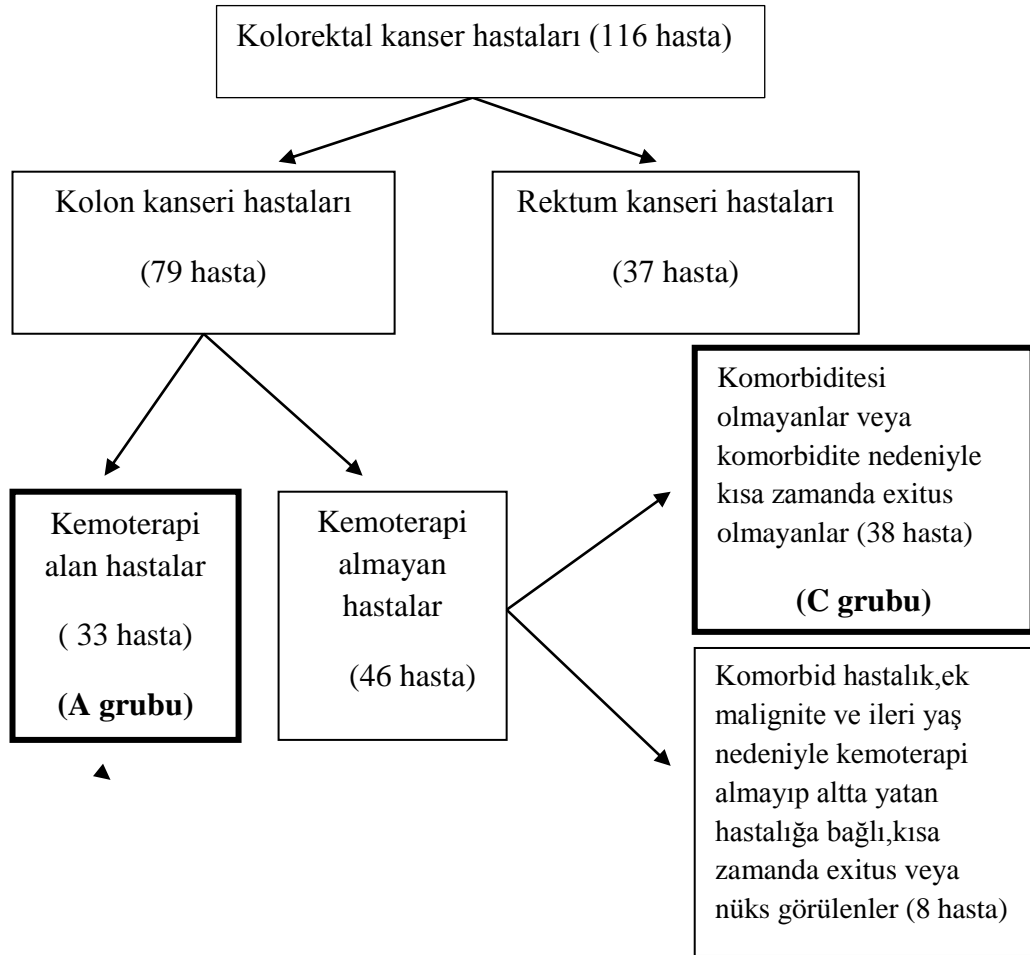 Kolorektal kanser hastaları (116 hasta)
Kolon kanseri hastaları
(79 hasta)
Rektum kanseri hastaları
(37 hasta)
Kemoterapi
alan hastalar
( 33 hasta)
(A grubu)
Kemoterapi
almayan
hastalar
(46 hasta)
Komorbiditesi
olmayanlar veya
komorbidite nedeniyle
kısa zamanda exitus
olmayanlar (38 hasta)
(C grubu)
Komorbid hastalık,ek
malignite ve ileri yaş
nedeniyle kemoterapi
almayıp altta yatan
hastalığa bağlı,kısa
zamanda exitus veya
nüks görülenler (8 hasta)